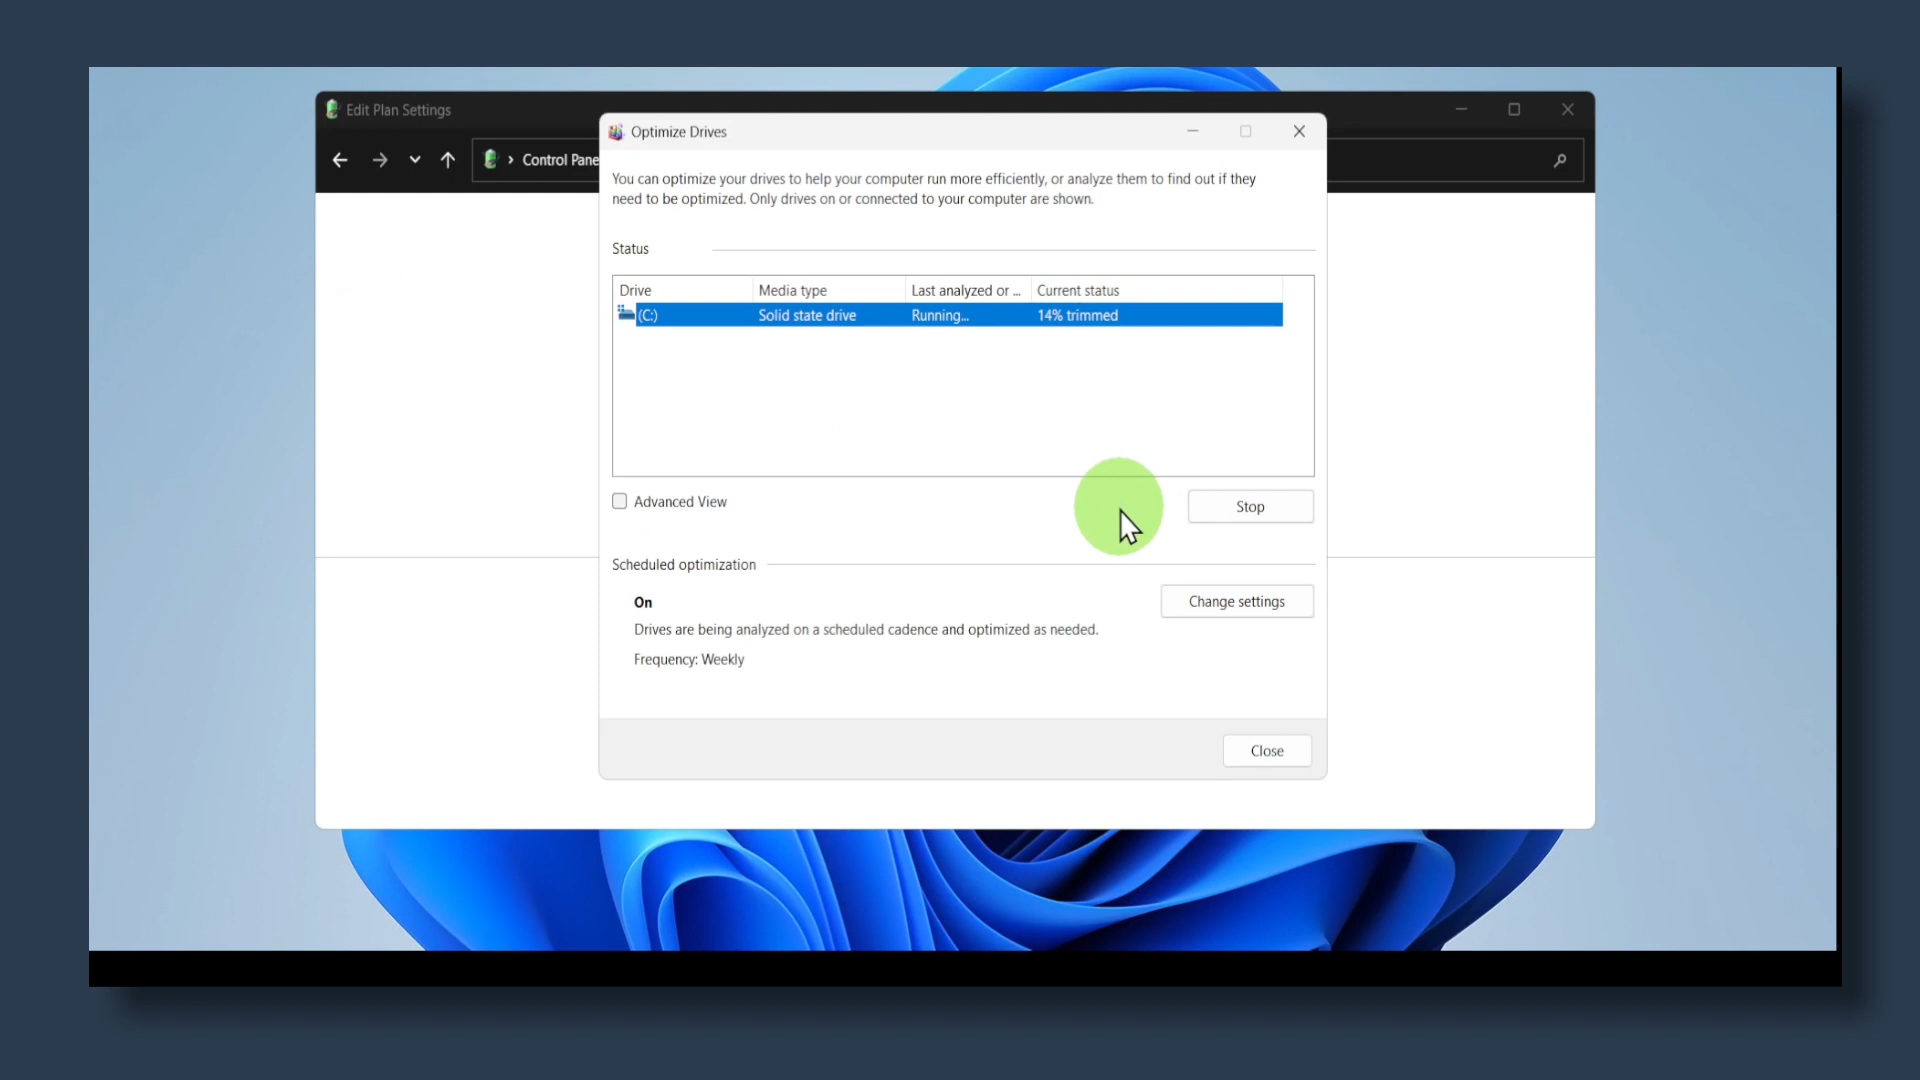 Edit Plan Settings
Optimize Drives
Control Pane
You can optimize your drives to help your computer run more efficiently, or analyze them to find out if they
need to be optimized. Only drives on or connected to your computer are shown.
Status
Drive Media type Last analyzed or ... Current status
(C:) Solid state drive Running... 14% trimmed
Advanced View
Stop
Scheduled optimization
On
Change settings
Drives are being analyzed on a scheduled cadence and optimized as needed.
Frequency: Weekly
Close